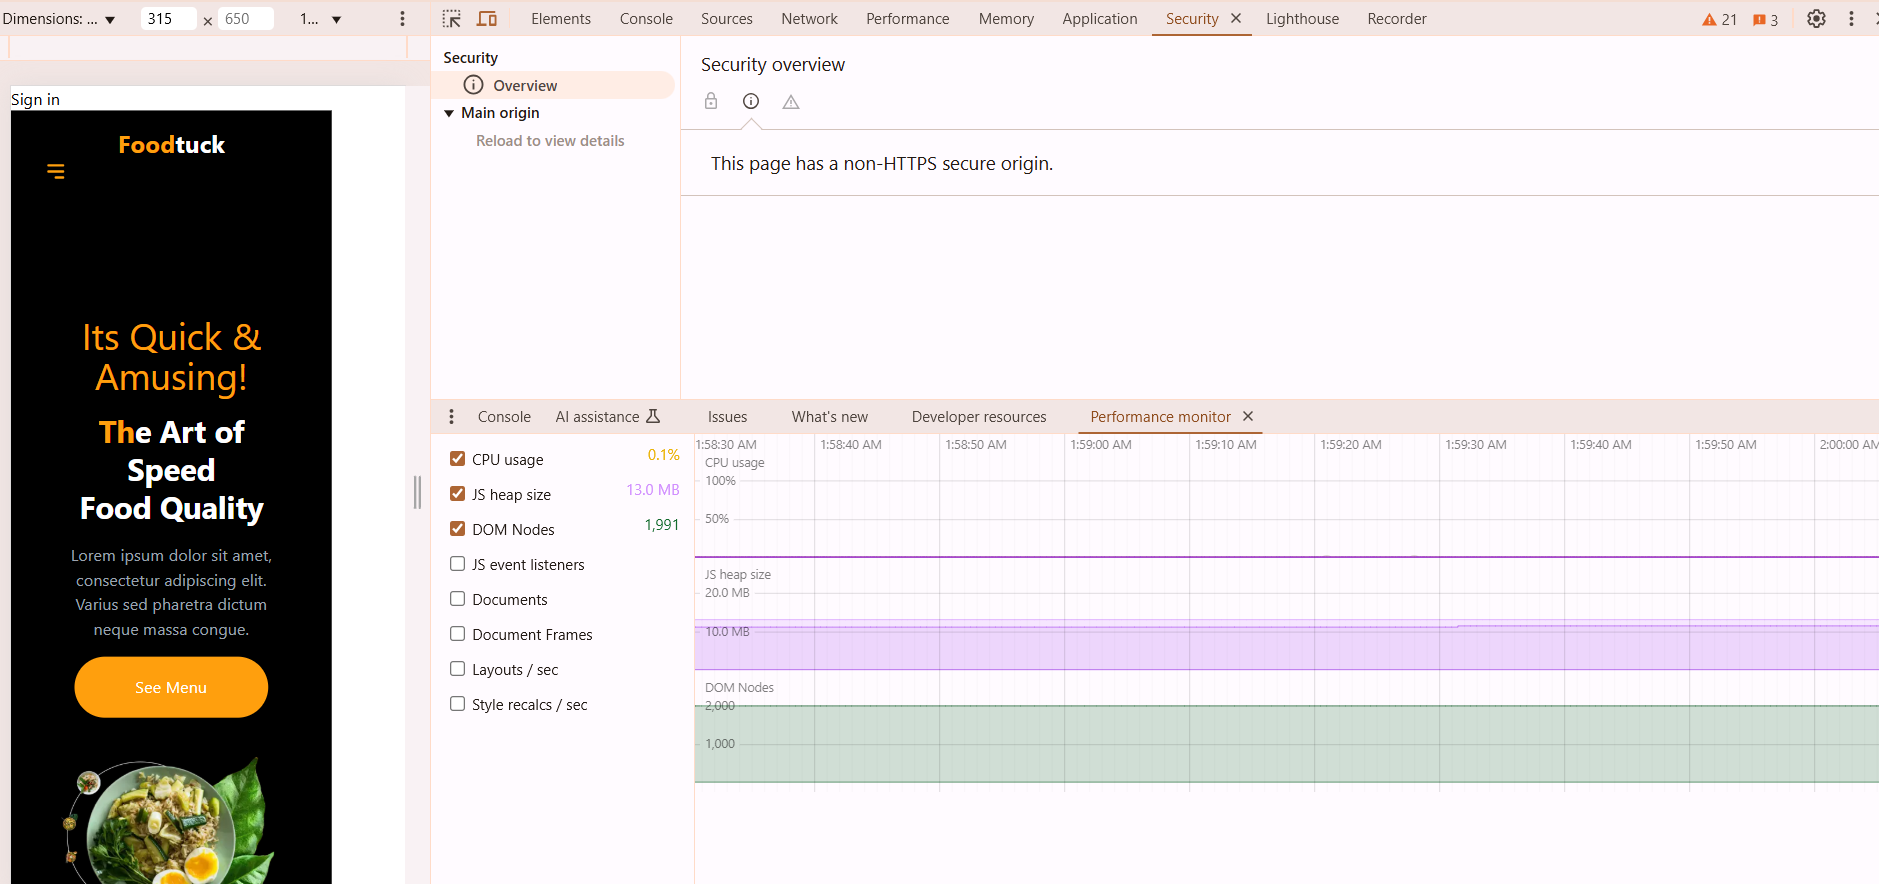 Dimensions: ... 315 × 650 1...
Elements Console Sources Network Performance Memory Application Security Lighthouse Recorder 21 3
Sign in
Foodtuck
Its Quick &
Amusing!
The Art of
Speed
Food Quality
Lorem ipsum dolor sit amet,
consectetur adipiscing elit.
Varius sed pharetra dictum
neque massa congue.
See Menu
Security
Overview
Main origin
Reload to view details
Security overview
This page has a non-HTTPS secure origin.
Console AI assistance Issues What's new Developer resources Performance monitor
CPU usage 0.1%
JS heap size 13.0 MB
DOM Nodes 1,991
JS event listeners
Documents
Document Frames
Layouts / sec
Style recalcs / sec
1:58:30 AM 1:58:40 AM 1:58:50 AM 1:59:00 AM 1:59:10 AM 1:59:20 AM 1:59:30 AM 1:59:40 AM 1:59:50 AM 2:00:00 AM
CPU usage
100%
50%
JS heap size
20.0 MB
10.0 MB
DOM Nodes
2,000
1,000